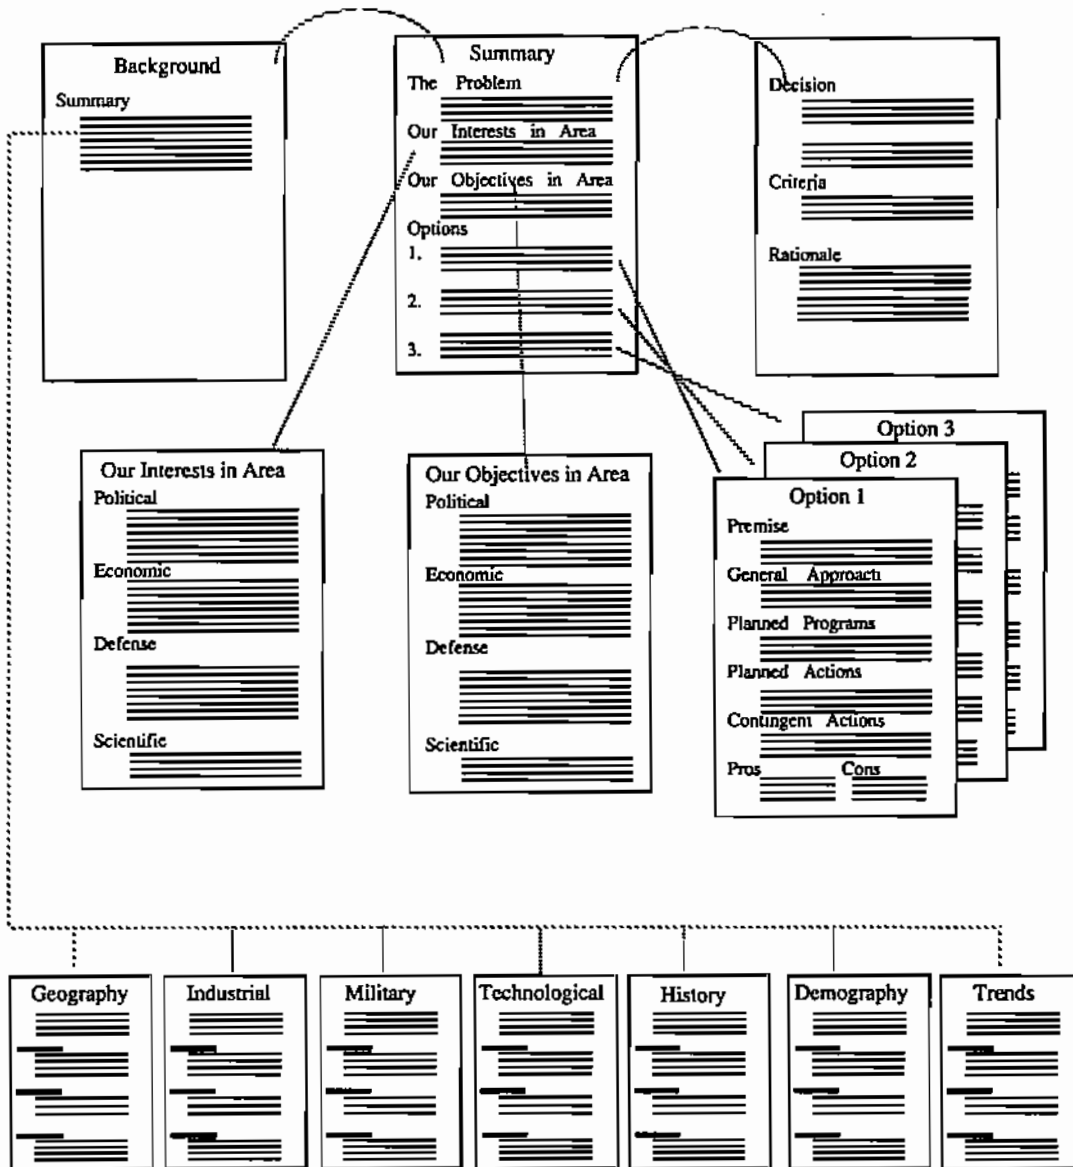 Background
Summary
Summary
The Problem
Our Interests in Area
Our Objectives in Area
Options
1.
2.
3.
Decision
Criteria
Rationale
Our Interests in Area
Political
Economic
Defense
Scientific
Our Objectives in Area
Political
Economic
Defense
Scientific
Option 3
Option 2
Option 1
Premise
General Approach
Planned Programs
Planned Actions
Contingent Actions
Pros Cons
Geography
Industrial
Military
Technological
History
Demography
Trends